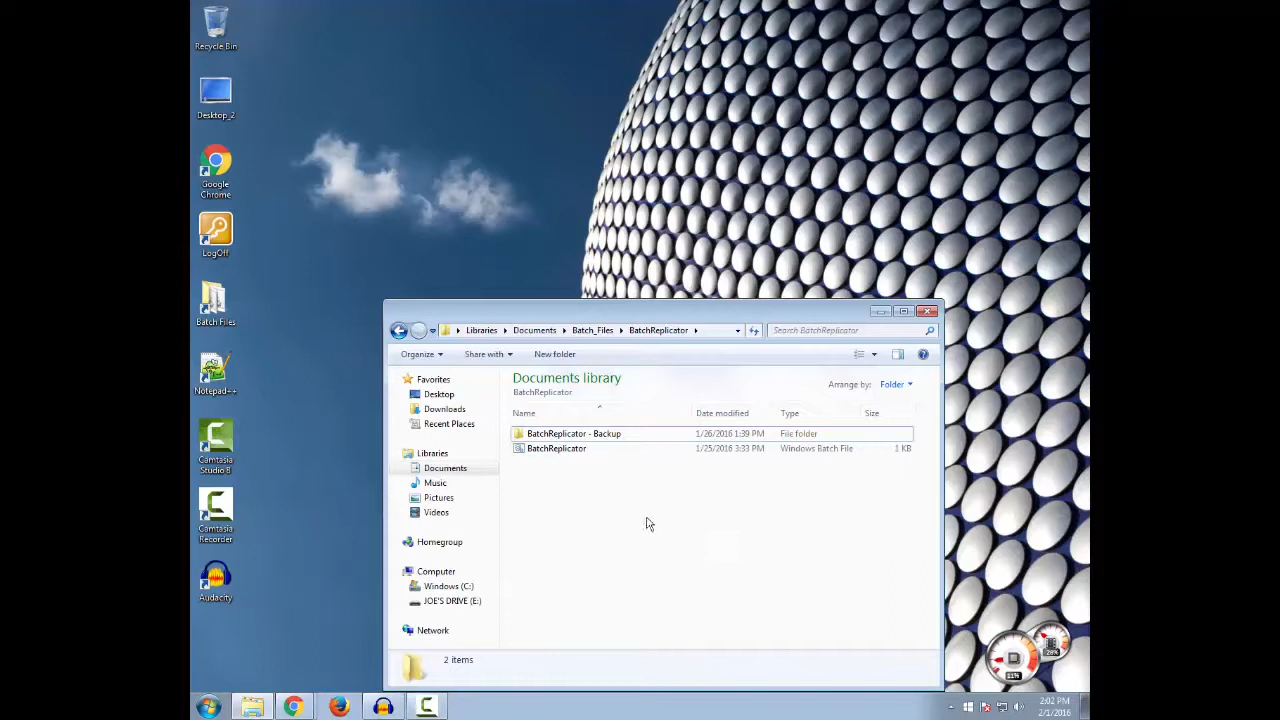 Recycle Bin
Desktop_2
Google
Chrome
LogOff
Batch Files
Notepad++
Camtasia
Studio 8
Camtasia
Recorder
Audacity
Libraries Documents Batch_Files BatchReplicator
Search BatchReplicator
Organize Share with New folder
Favorites
Desktop
Downloads
Recent Places
Libraries
Documents
Music
Pictures
Videos
Homegroup
Computer
Windows (C:)
JOE'S DRIVE (E:)
Network
Documents library
BatchReplicator
Arrange by: Folder
Name Date modified Type Size
BatchReplicator - Backup 1/26/2016 1:39 PM File folder
BatchReplicator 1/25/2016 3:33 PM Windows Batch File 1 KB
2 items
11%
28%
2:02 PM
2/1/2016